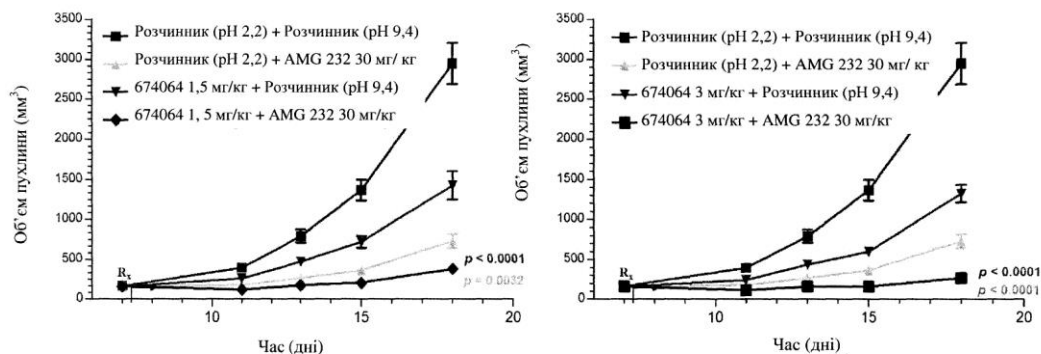 Об'єм пухлини (мм³)
3500
3000
2500
2000
1500
1000
500
0
Розчинник (pH 2,2) + Розчинник (pH 9,4)
Розчинник (pH 2,2) + AMG 232 30 мг/ кг
674064 1,5 мг/кг + Розчинник (pH 9,4)
674064 1, 5 мг/кг + AMG 232 30 мг/кг
Rx
p < 0.0001
p = 0.0032
10 15 20
Час (дні)
Об'єм пухлини (мм³)
3500
3000
2500
2000
1500
1000
500
0
Розчинник (pH 2,2) + Розчинник (pH 9,4)
Розчинник (pH 2,2) + AMG 232 30 мг/ кг
674064 3 мг/кг + Розчинник (pH 9,4)
674064 3 мг/кг + AMG 232 30 мг/кг
Rx
p < 0.0001
p < 0.0001
10 15 20
Час (дні)